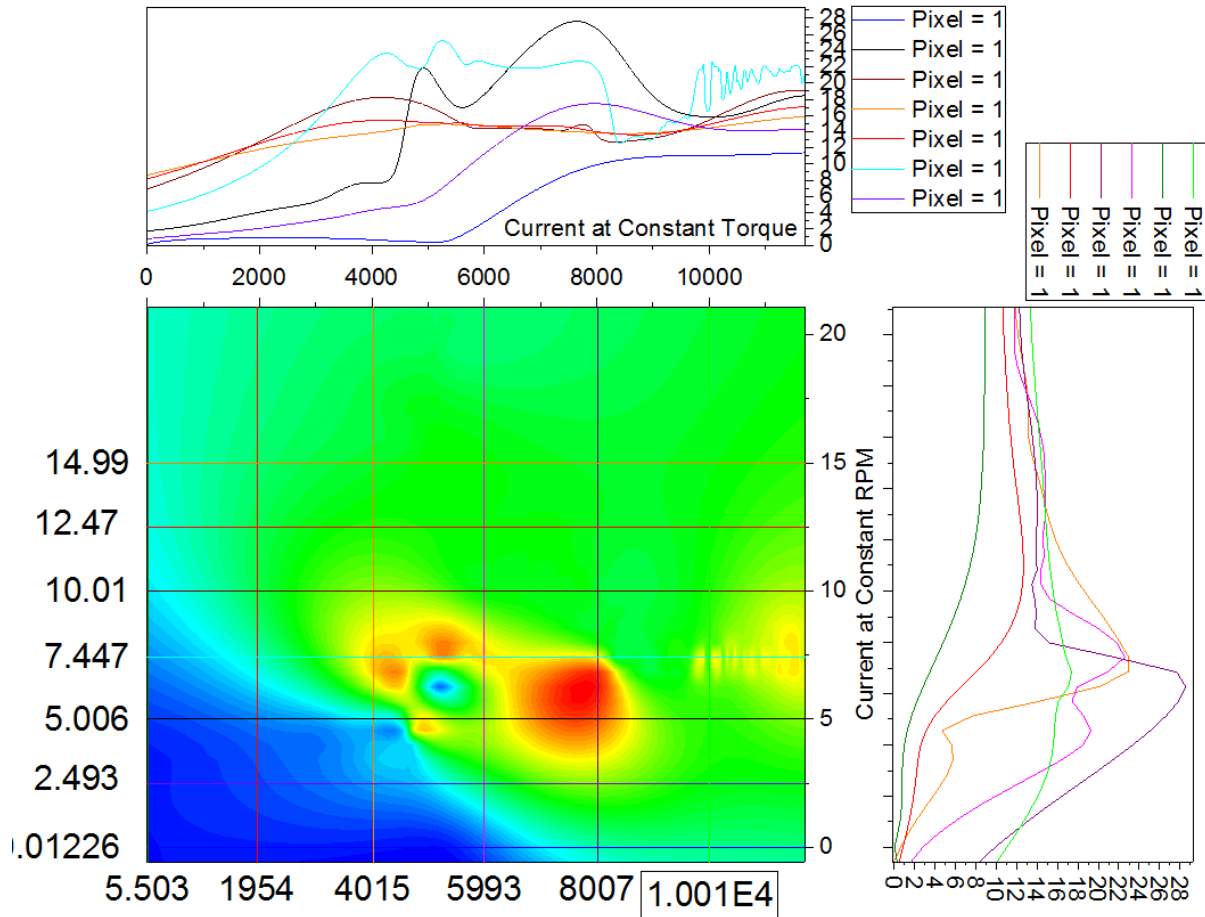 28
26
24
22
20
18
16
14
12
10
8
6
4
2
0
Pixel = 1
Pixel = 1
Pixel = 1
Pixel = 1
Pixel = 1
Pixel = 1
Pixel = 1
Current at Constant Torque
0 2000 4000 6000 8000 10000
Pixel = 1
Pixel = 1
Pixel = 1
Pixel = 1
Pixel = 1
Pixel = 1
20
15
10
5
0
14.99
12.47
10.01
7.447
5.006
2.493
0.01226
5.503 1954 4015 5993 8007 1.001E4
Current at Constant RPM
0 2 4 6 8 10 12 14 16 18 20 22 24 26 28